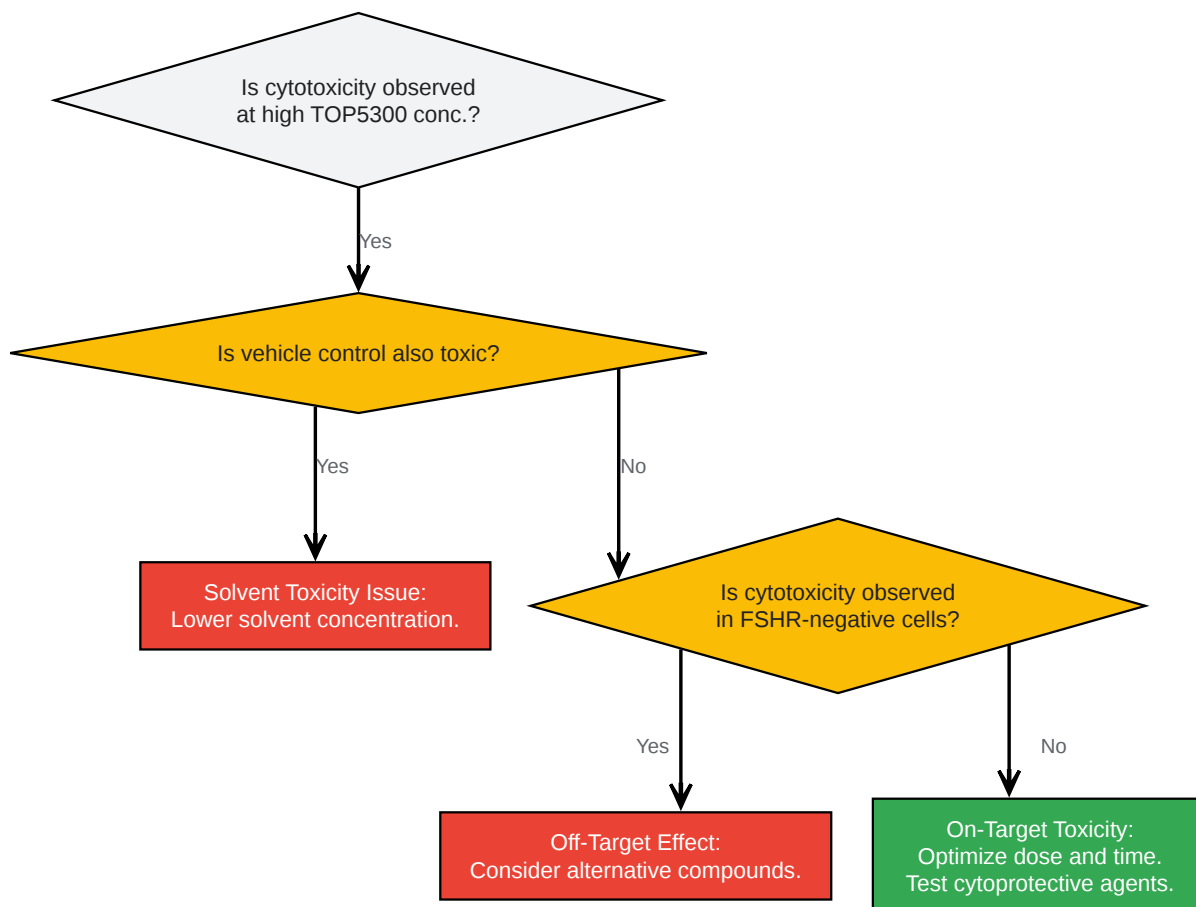 Is cytotoxicity observed
at high TOP5300 conc.?
Yes
Is vehicle control also toxic?
Yes
No
Solvent Toxicity Issue:
Lower solvent concentration.
Is cytotoxicity observed
in FSHR-negative cells?
Yes
No
Off-Target Effect:
Consider alternative compounds.
On-Target Toxicity:
Optimize dose and time.
Test cytoprotective agents.